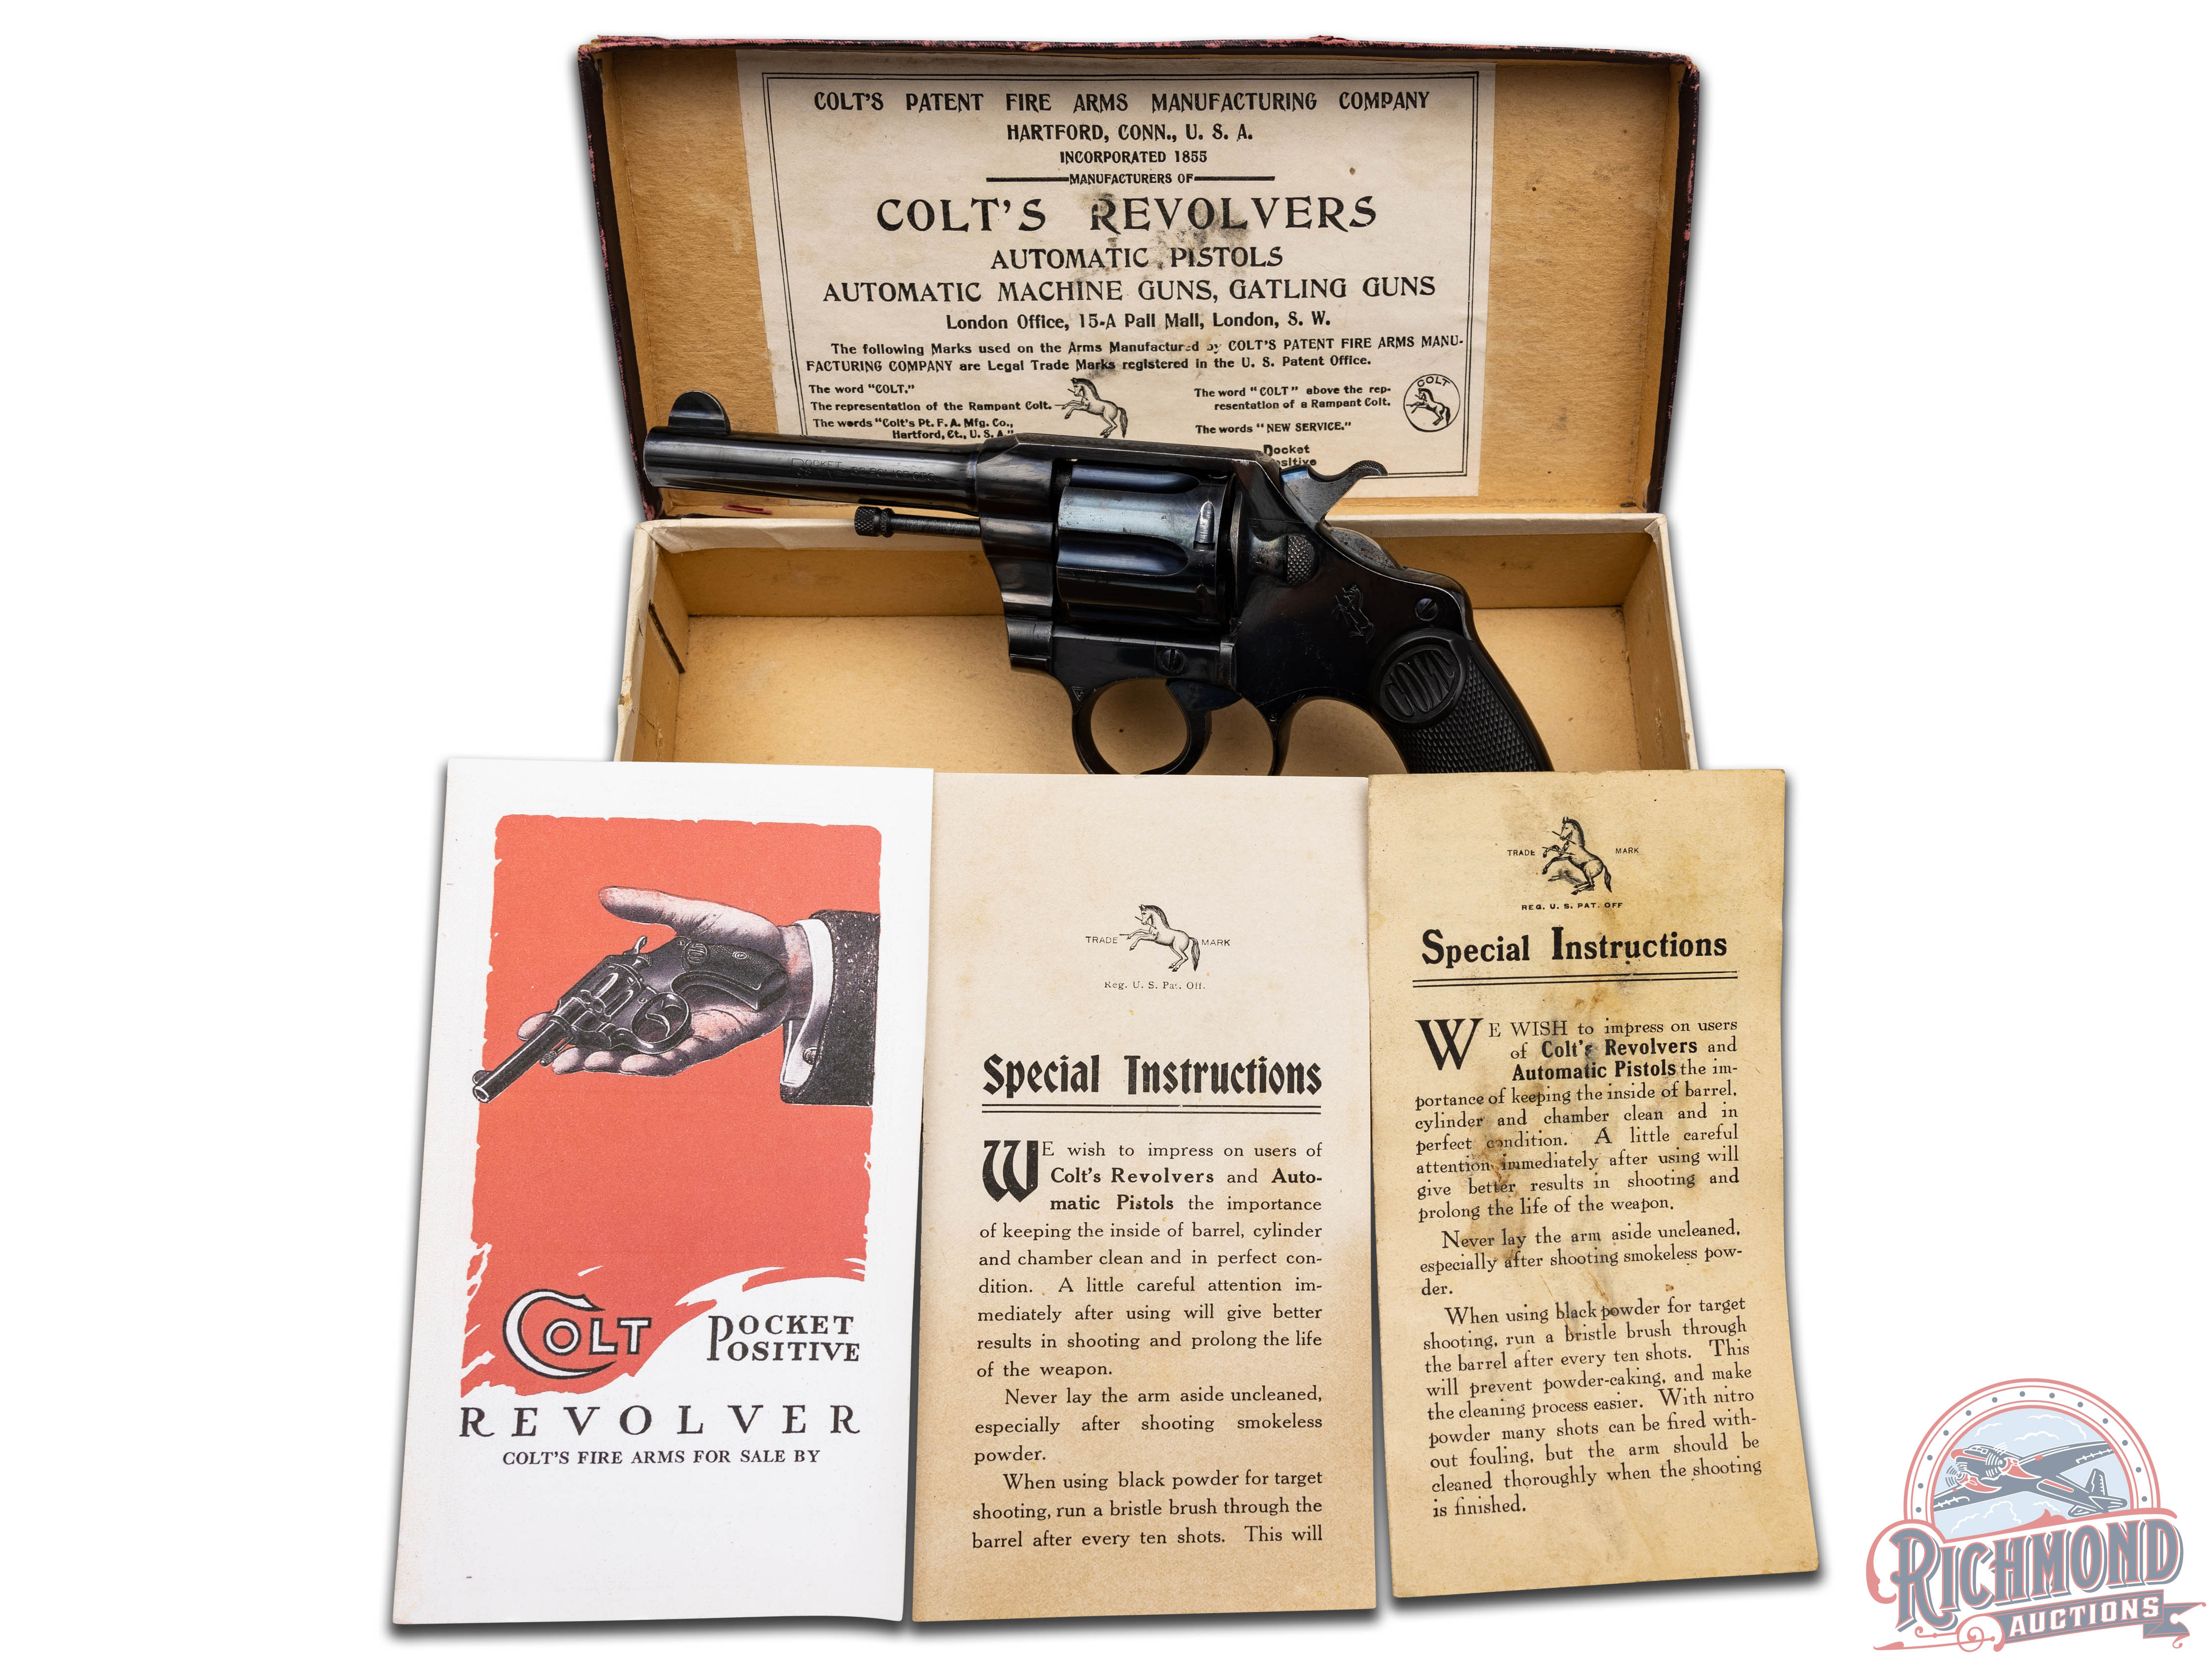 COLT'S PATENT FIRE ARMS MANUFACTURING COMPANY
HARTFORD, CONN., U. S. A.
INCORPORATED 1855
MANUFACTURERS OF
COLT'S REVOLVERS
AUTOMATIC PISTOLS
AUTOMATIC MACHINE GUNS, GATLING GUNS
London Office, 15-A Pall Mall, London, S. W.
The following Marks used on the Arms Manufactured by COLT'S PATENT FIRE ARMS MANU-
FACTURING COMPANY are Legal Trade Marks registered in the U. S. Patent Office.
The word "COLT."
The representation of the Rampant Colt.
The words "Colt's Pt. F. A. Mfg. Co.,
Hartford, Ct., U. S. A."
The word "COLT" above the rep-
resentation of a Rampant Colt.
COLT
The words "NEW SERVICE."
Pocket
ositive
POCKET
COLT
COLT POCKET
POSITIVE
REVOLVER
COLT'S FIRE ARMS FOR SALE BY
TRADE MARK
Reg. U. S. Pat. Off.
Special Instructions
WE wish to impress on users of
Colt's Revolvers and Auto-
matic Pistols the importance
of keeping the inside of barrel, cylinder
and chamber clean and in perfect con-
dition. A little careful attention im-
mediately after using will give better
results in shooting and prolong the life
of the weapon.
Never lay the arm aside uncleaned,
especially after shooting smokeless
powder.
When using black powder for target
shooting, run a bristle brush through the
barrel after every ten shots. This will
TRADE MARK
REG. U. S. PAT. OFF
Special Instructions
WE WISH to impress on users
of Colt's Revolvers and
Automatic Pistols the im-
portance of keeping the inside of barrel,
cylinder and chamber clean and in
perfect condition. A little careful
attention immediately after using will
give better results in shooting and
prolong the life of the weapon.
Never lay the arm aside uncleaned,
especially after shooting smokeless pow-
der.
When using black powder for target
shooting, run a bristle brush through
the barrel after every ten shots. This
will prevent powder-caking, and make
the cleaning process easier. With nitro
powder many shots can be fired with-
out fouling, but the arm should be
cleaned thoroughly when the shooting
is finished.
RICHMOND
AUCTIONS